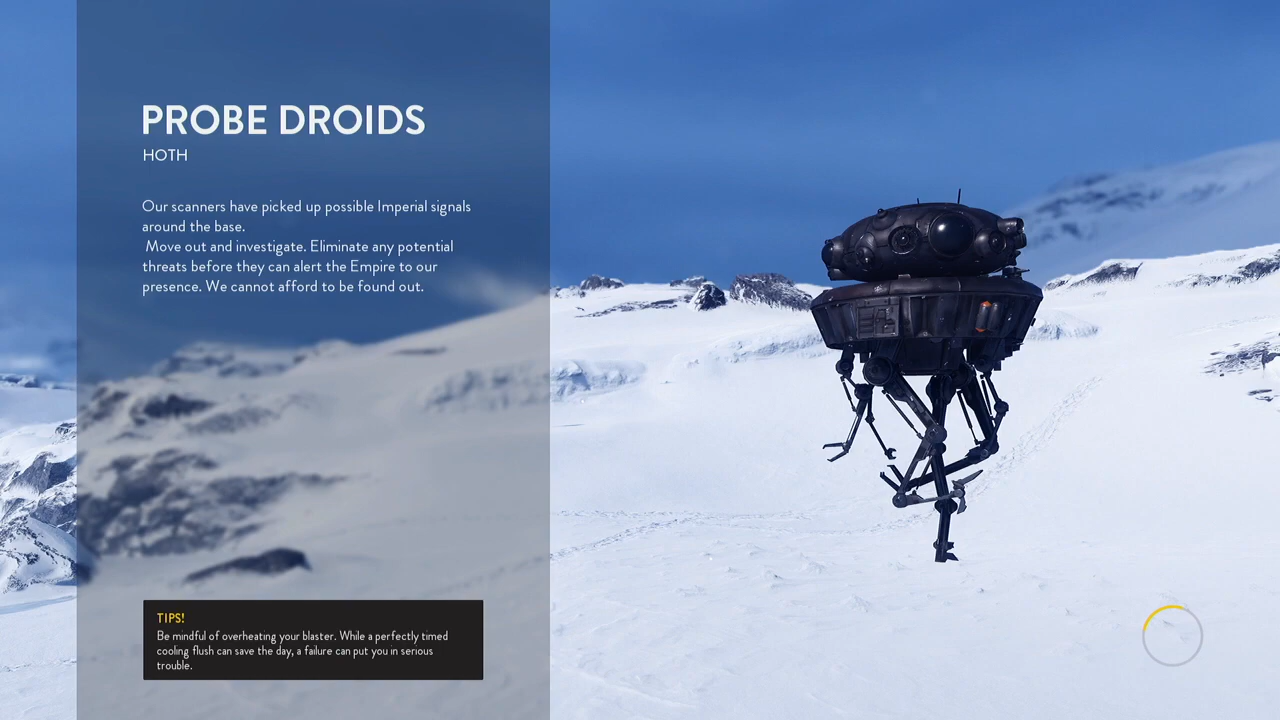 PROBE DROIDS
HOTH
Our scanners have picked up possible Imperial signals
around the base.
Move out and investigate. Eliminate any potential
threats before they can alert the Empire to our
presence. We cannot afford to be found out.
TIPS!
Be mindful of overheating your blaster. While a perfectly timed
cooling flush can save the day, a failure can put you in serious
trouble.